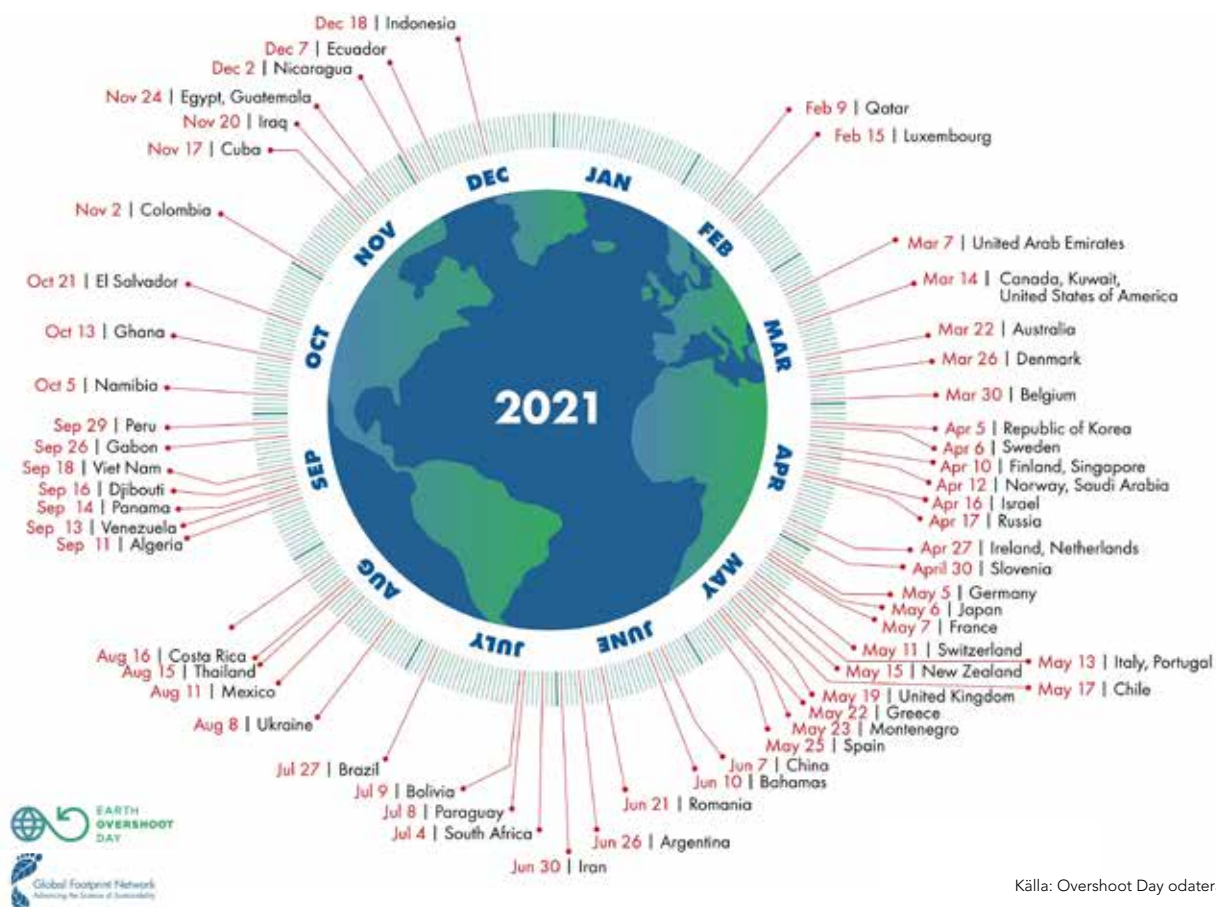 Dec 18 | Indonesia
Dec 7 | Ecuador
Dec 2 | Nicaragua
Nov 24 | Egypt, Guatemala
Nov 20 | Iraq
Nov 17 | Cuba
Nov 2 | Colombia
Oct 21 | El Salvador
Oct 13 | Ghana
Oct 5 | Namibia
Sep 29 | Peru
Sep 26 | Gabon
Sep 18 | Viet Nam
Sep 16 | Djibouti
Sep 14 | Panama
Sep 13 | Venezuela
Sep 11 | Algeria
Aug 16 | Costa Rica
Aug 15 | Thailand
Aug 11 | Mexico
Aug 8 | Ukraine
Jul 27 | Brazil
Jul 9 | Bolivia
Jul 8 | Paraguay
Jul 4 | South Africa
Jun 30 | Iran
Feb 9 | Qatar
Feb 15 | Luxembourg
Mar 7 | United Arab Emirates
Mar 14 | Canada, Kuwait,
United States of America
Mar 22 | Australia
Mar 26 | Denmark
Mar 30 | Belgium
Apr 5 | Republic of Korea
Apr 6 | Sweden
Apr 10 | Finland, Singapore
Apr 12 | Norway, Saudi Arabia
Apr 16 | Israel
Apr 17 | Russia
Apr 27 | Ireland, Netherlands
April 30 | Slovenia
May 5 | Germany
May 6 | Japan
May 7 | France
May 11 | Switzerland
May 13 | Italy, Portugal
May 15 | New Zealand
May 17 | Chile
May 19 | United Kingdom
May 22 | Greece
May 23 | Montenegro
May 25 | Spain
Jun 7 | China
Jun 10 | Bahamas
Jun 21 | Romania
Jun 26 | Argentina
JAN
FEB
MAR
APR
MAY
JUNE
JULY
AUG
SEP
OCT
NOV
DEC
2021
EARTH
OVERSHOOT
DAY
Global Footprint Network
Advancing the Science of Sustainability
Källa: Overshoot Day odater